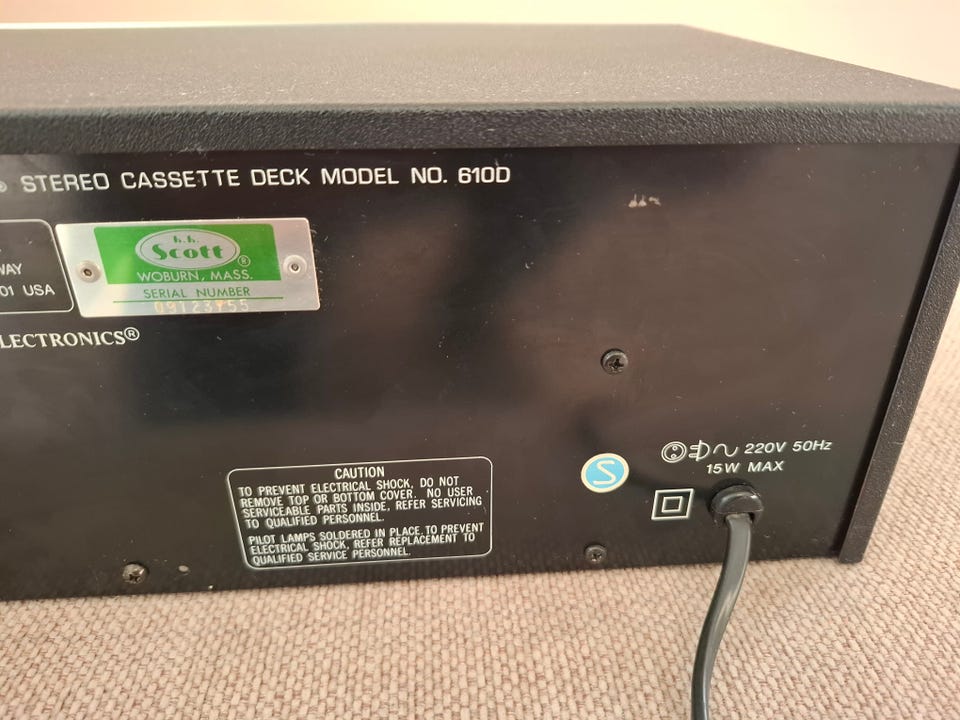 ® STEREO CASSETTE DECK MODEL NO. 610D
WAY
01 USA
h.h.
Scott®
WOBURN, MASS.
SERIAL NUMBER
LECTRONICS®
CAUTION
TO PREVENT ELECTRICAL SHOCK, DO NOT
REMOVE TOP OR BOTTOM COVER. NO USER
SERVICEABLE PARTS INSIDE, REFER SERVICING
TO QUALIFIED PERSONNEL.
PILOT LAMPS SOLDERED IN PLACE. TO PREVENT
ELECTRICAL SHOCK, REFER REPLACEMENT TO
QUALIFIED SERVICE PERSONNEL.
S
220V 50Hz
15W MAX